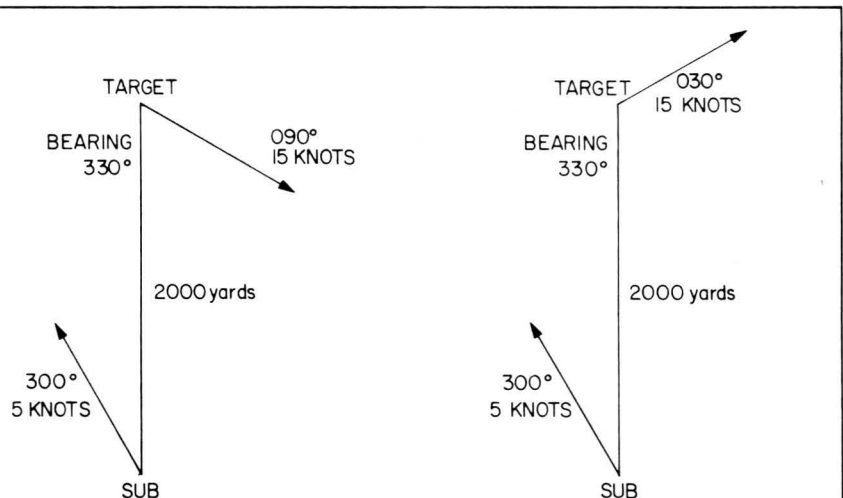 TARGET
BEARING
330°
090°
15 KNOTS
2000 yards
300°
5 KNOTS
SUB
TARGET
030°
15 KNOTS
BEARING
330°
2000 yards
300°
5 KNOTS
SUB